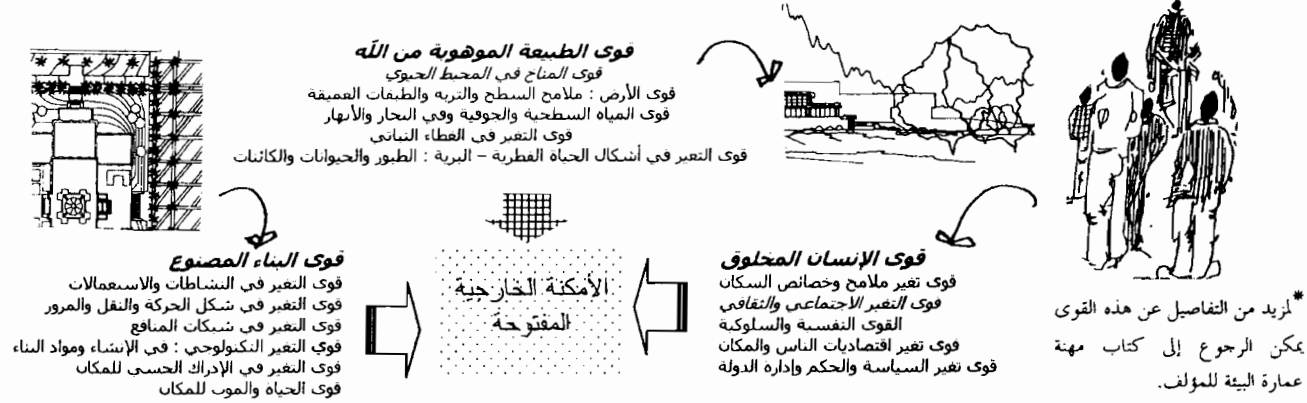 قوى الطبيعة الموهوبة من الله
قوى المناخ في المحيط الحيوي
قوى الأرض : ملامح السطح والتربه والطبقات العميقة
قوى المياه السطحية والجوفية وفي البحار والأنهار
قوى التغير في الغطاء النباتي
قوى التغير في أشكال الحياة الفطرية – البرية : الطيور والحيوانات والكائنات
قوى الإنسان المخلوق
قوى تغير ملامح وخصائص السكان
قوى التغير الاجتماعي والثقافي
القوى النفسية والسلوكية
قوى تغير اقتصاديات الناس والمكان
قوى تغير السياسة والحكم وإدارة الدولة
الأمكنة الخارجية
المفتوحة
قوى البناء المصنوع
قوى التغير في النشاطات والاستعمالات
قوى التغير في شكل الحركة والنقل والمرور
قوى التغير في شبكات المنافع
قوي التغير التكنولوجي : في الإنشاء ومواد البناء
قوى التغير في الإدراك الحسي للمكان
قوى الحياة والموت للمكان
*لمزيد من التفاصيل عن هذه القوى
يمكن الرجوع إلى كتاب مهنة
عمارة البيئة للمؤلف.